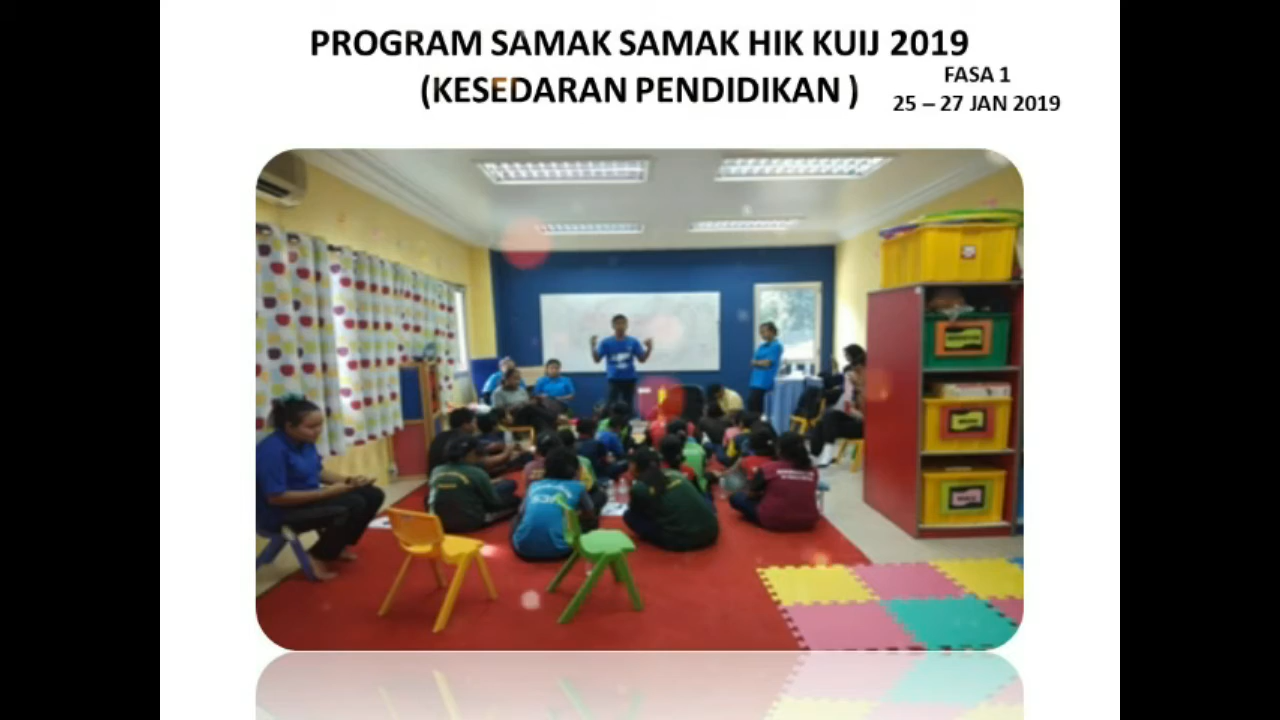 PROGRAM SAMAK SAMAK HIK KUIJ 2019
(KESEDARAN PENDIDIKAN )
FASA 1
25 – 27 JAN 2019